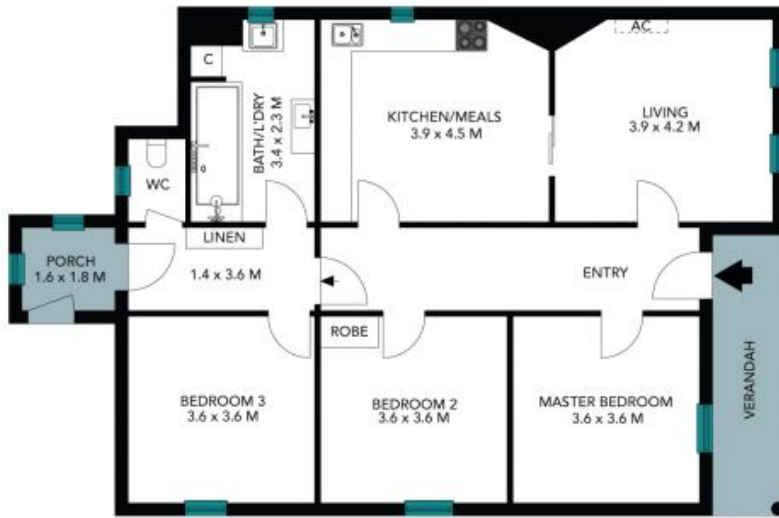 C
BATH/L'DRY
3.4 x 2.3 M
KITCHEN/MEALS
3.9 x 4.5 M
AC
LIVING
3.9 x 4.2 M
WC
LINEN
1.4 x 3.6 M
PORCH
1.6 x 1.8 M
ENTRY
ROBE
BEDROOM 3
3.6 x 3.6 M
BEDROOM 2
3.6 x 3.6 M
MASTER BEDROOM
3.6 x 3.6 M
VERANDAH